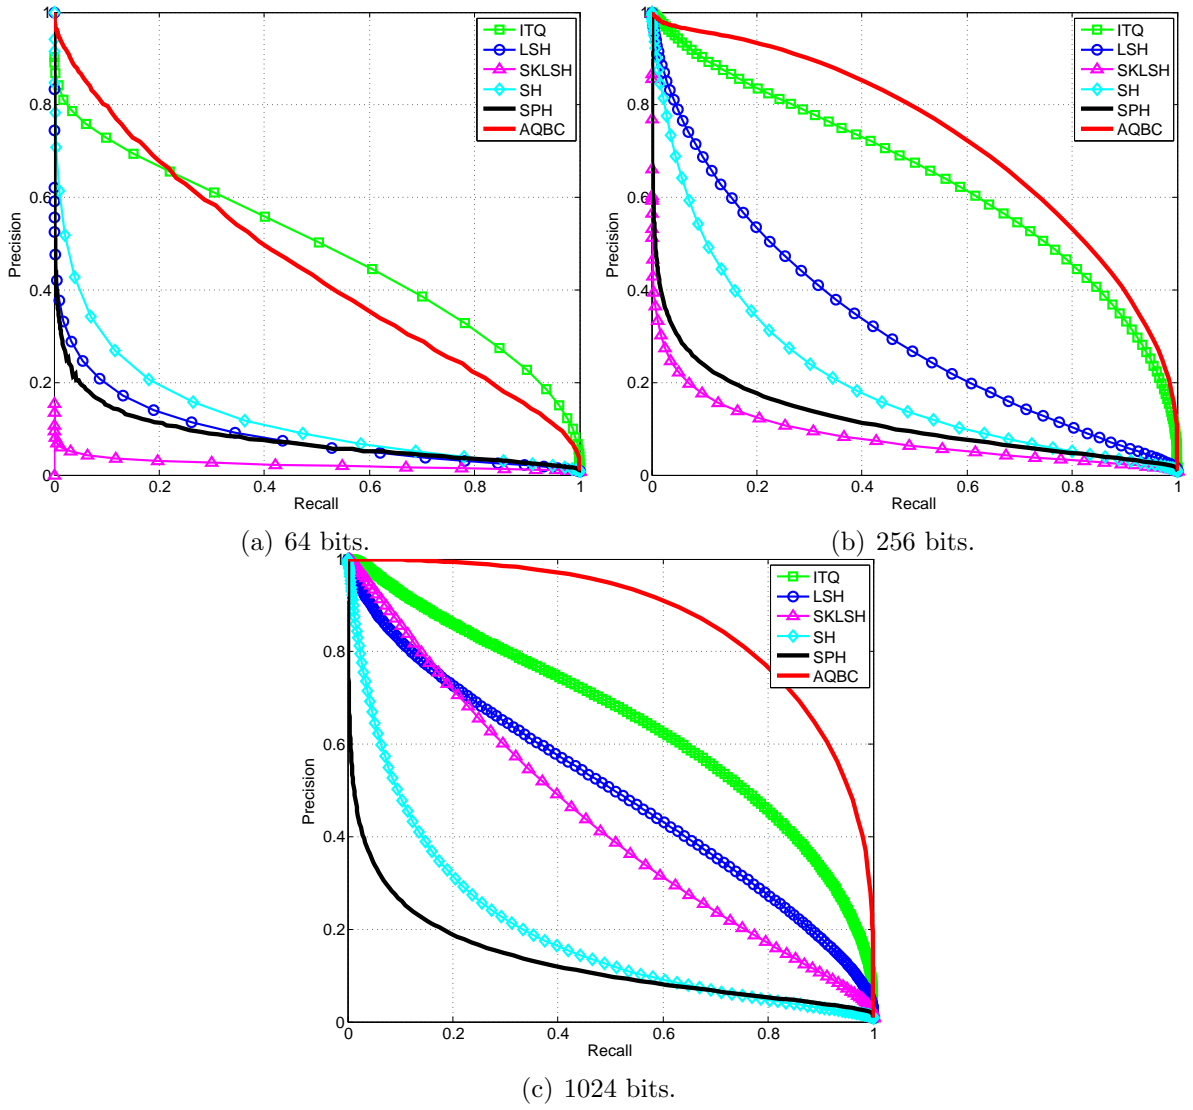 1
0.8
0.6
0.4
0.2
0
0 0.2 0.4 0.6 0.8 1
Precision
Recall
ITQ
LSH
SKLSH
SH
SPH
AQBC
(a) 64 bits.
1
0.8
0.6
0.4
0.2
0
0 0.2 0.4 0.6 0.8 1
Precision
Recall
ITQ
LSH
SKLSH
SH
SPH
AQBC
(b) 256 bits.
1
0.8
0.6
0.4
0.2
0
0 0.2 0.4 0.6 0.8 1
Precision
Recall
ITQ
LSH
SKLSH
SH
SPH
AQBC
(c) 1024 bits.